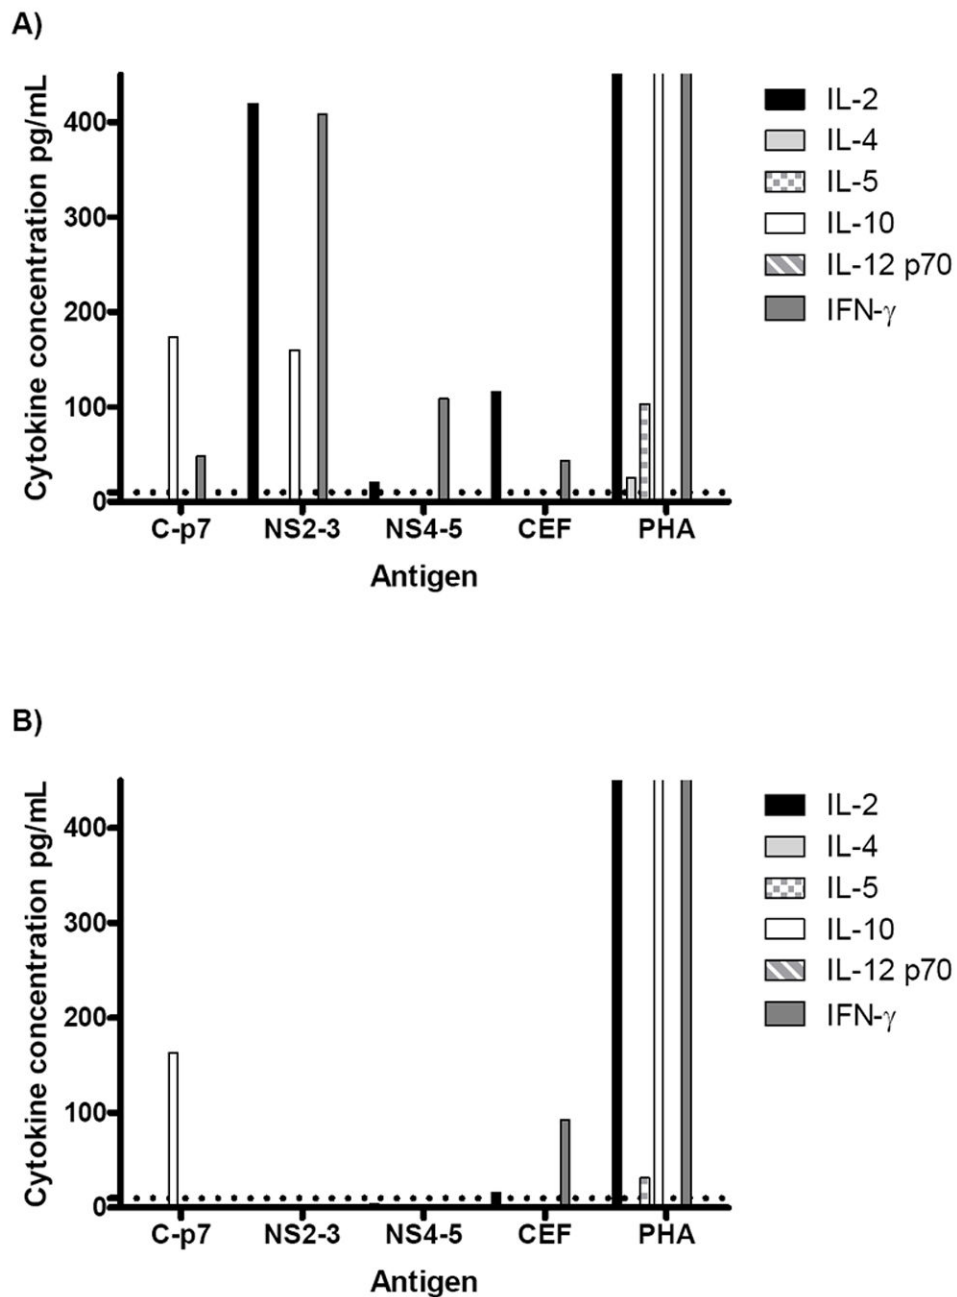 A)
Cytokine concentration pg/mL
400
300
200
100
0
C-p7 NS2-3 NS4-5 CEF PHA
Antigen
IL-2
IL-4
IL-5
IL-10
IL-12 p70
IFN-γ
B)
Cytokine concentration pg/mL
400
300
200
100
0
C-p7 NS2-3 NS4-5 CEF PHA
Antigen
IL-2
IL-4
IL-5
IL-10
IL-12 p70
IFN-γ